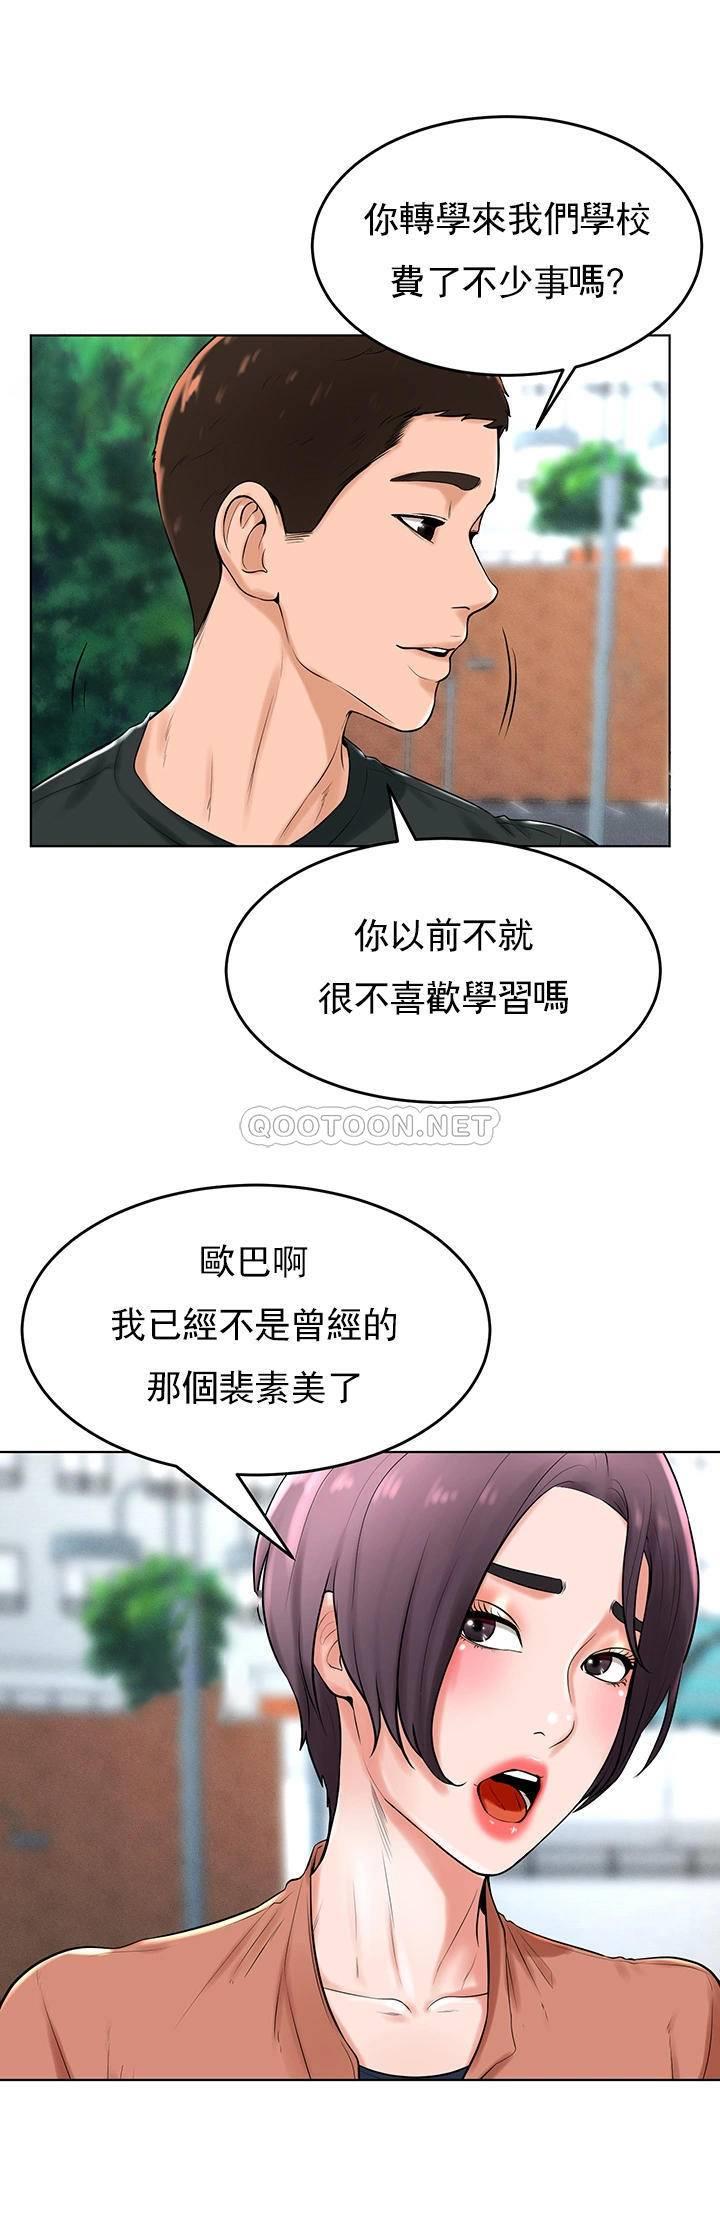 你轉學來我們學校
費了不少事嗎?
你以前不就
很不喜歡學習嗎
QOOTOON.NET
歐巴啊
我已經不是曾經的
那個裴素美了